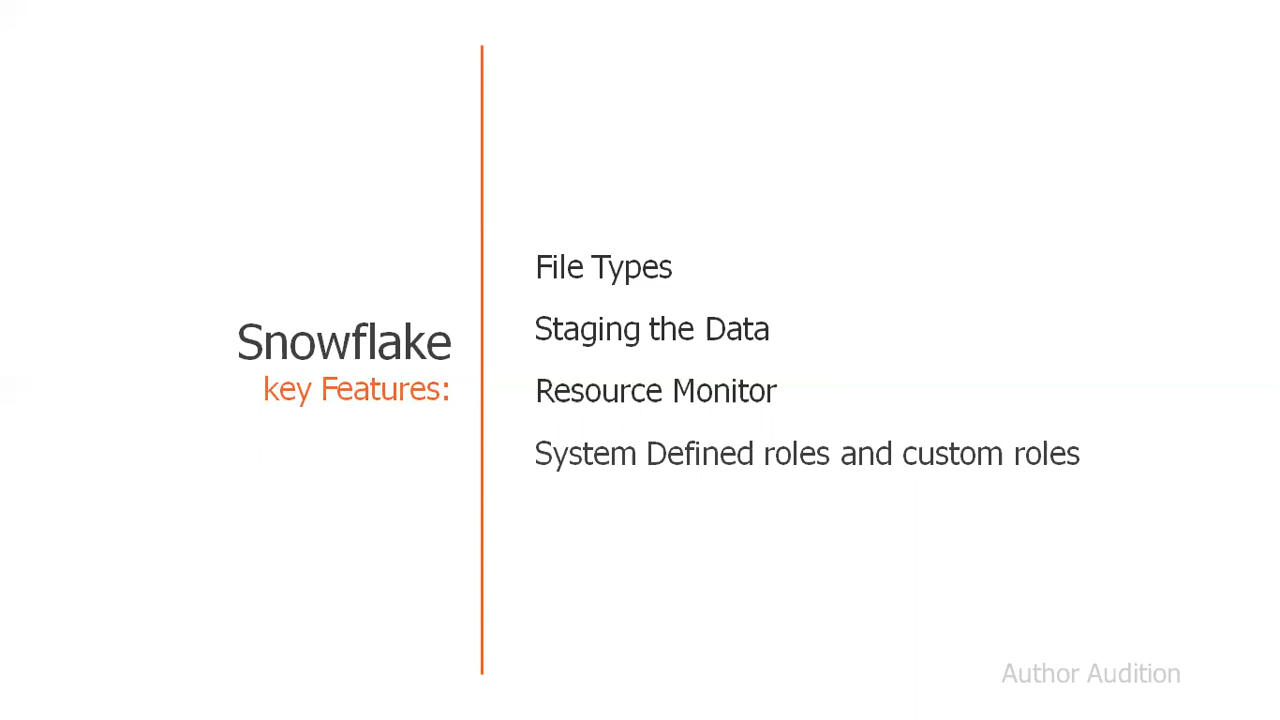 Snowflake
key Features:
File Types
Staging the Data
Resource Monitor
System Defined roles and custom roles
Author Audition